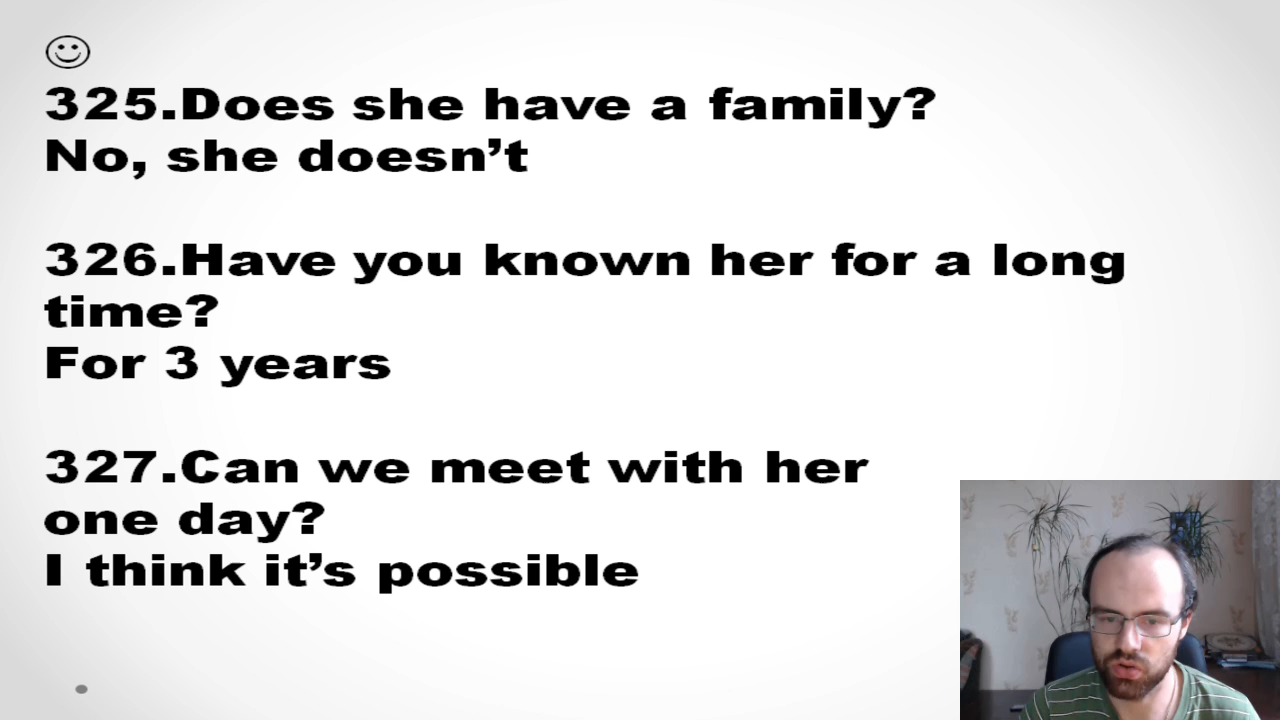 325.Does she have a family?
No, she doesn’t
326.Have you known her for a long
time?
For 3 years
327.Can we meet with her
one day?
I think it’s possible